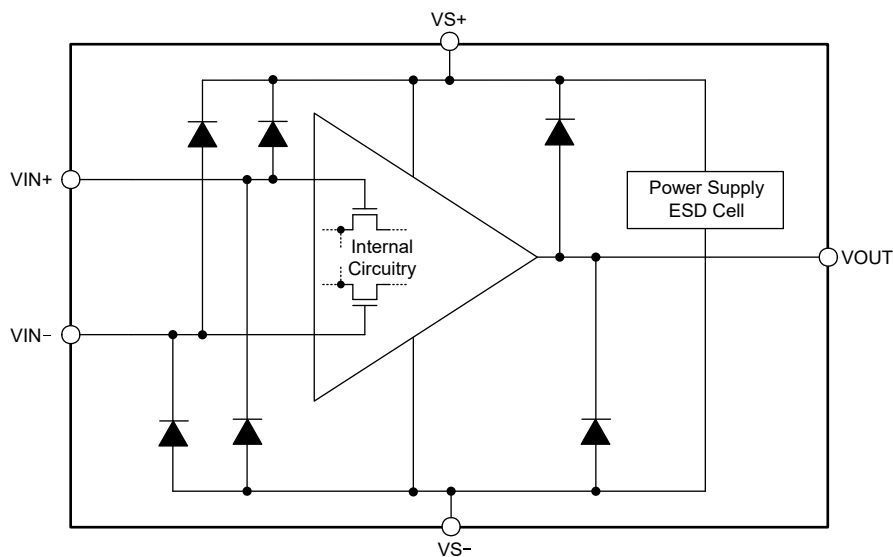 VS+
VIN+
Power Supply
ESD Cell
Internal
Circuitry
VOUT
VIN−
VS−